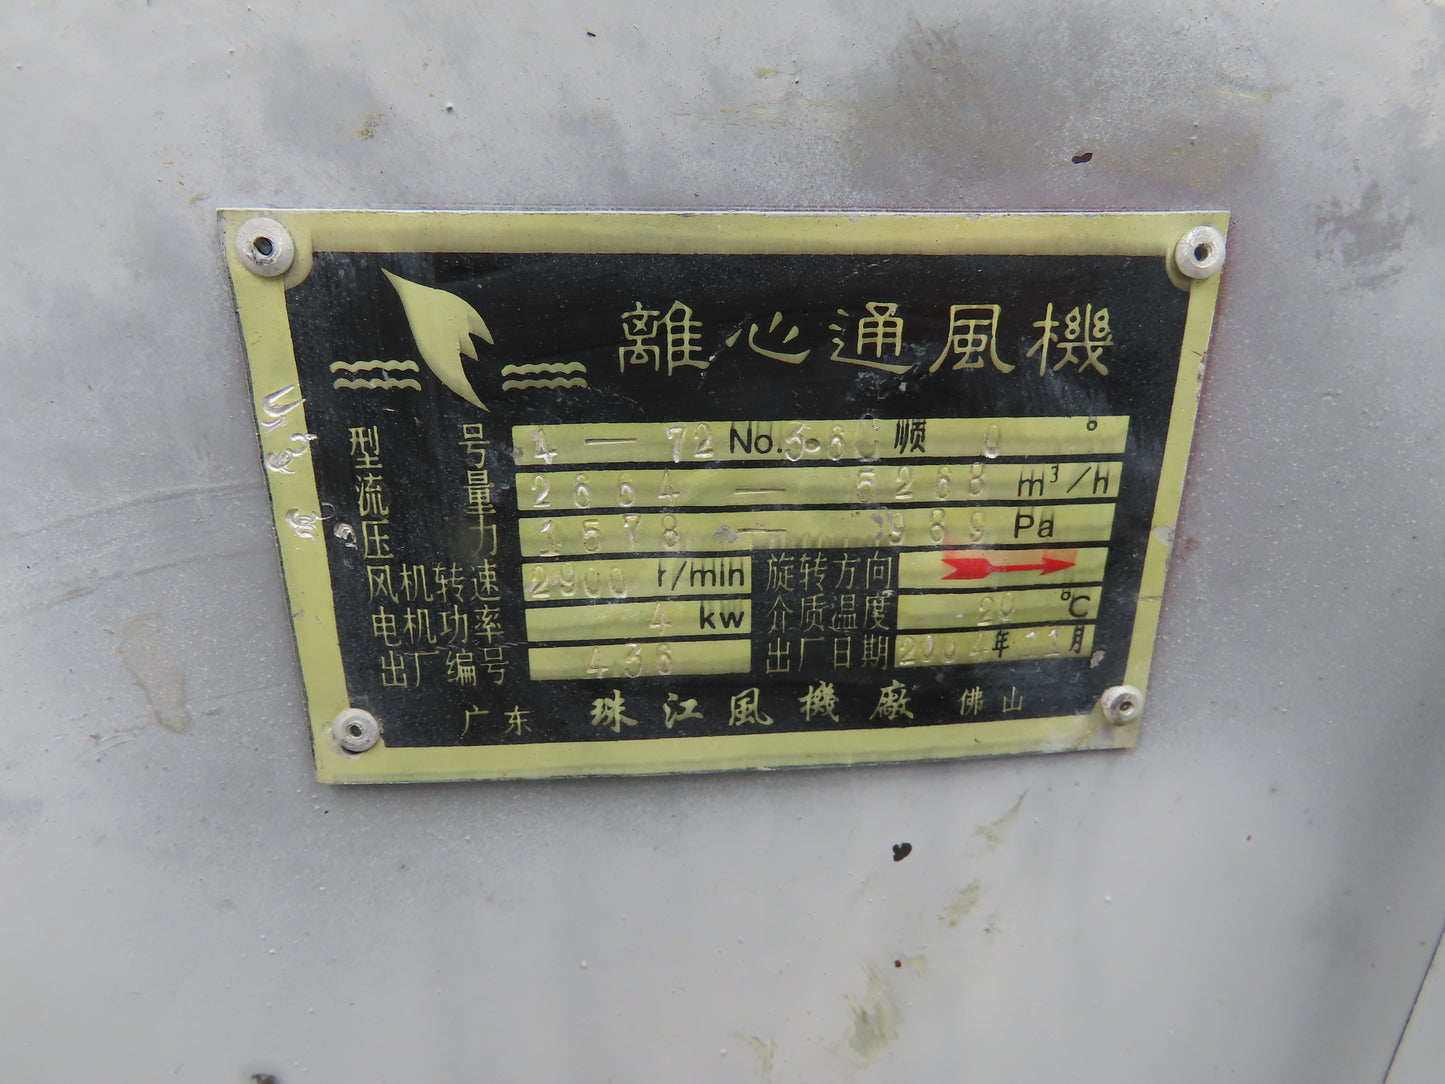 離心通風機
型号 4—72 No.3.6C 顺 0°
流量 2664 — 5268 m³/h
压力 1578 — 989 Pa
风机转速 2900 r/min 旋转方向
电机功率 4 kw 介质温度 20 °C
出厂编号 436 出厂日期 2004年11月
广东 珠江風機廠 佛山